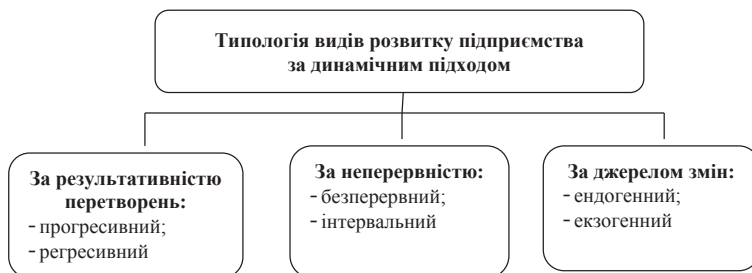 Типологія видів розвитку підприємства
за динамічним підходом
За результативністю
перетворень:
- прогресивний;
- регресивний
За неперервністю:
- безперервний;
- інтервальний
За джерелом змін:
- ендогенний;
- екзогенний